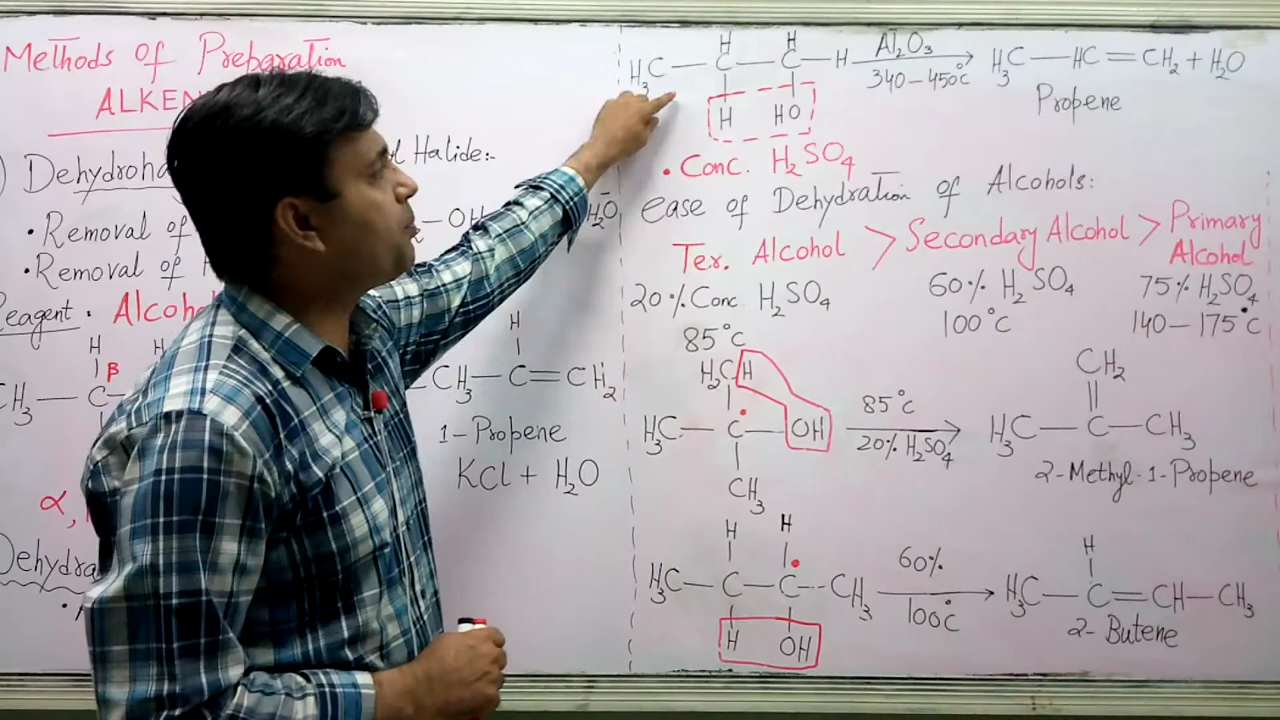 Methods of Preparation
ALKEN
) Dehydroha l Halide:-
• Removal of — OH
• Removal of
Reagent • Alcoho
H H H
β
CH3 — C — CH3 — C = CH2
1-Propene
KCl + H2O
α,
Dehydra
H H
H3C — C — C — H Al2O3 → H3C — HC = CH2 + H2O
340 – 450°C
H HO Propene
• Conc. H2SO4
ease of Dehydration of Alcohols:
Ter. Alcohol > Secondary Alcohol > Primary Alcohol
20% Conc H2SO4 60% H2SO4 75% H2SO4
85°C 100°C 140 – 175°C
H2C H CH2
H3C — C — OH 85°C → H3C — C — CH3
20% H2SO4
CH3 2-Methyl-1-Propene
H H H
H3C — C — C -- CH3 60% → H3C — C = CH — CH3
100°C
H OH 2-Butene